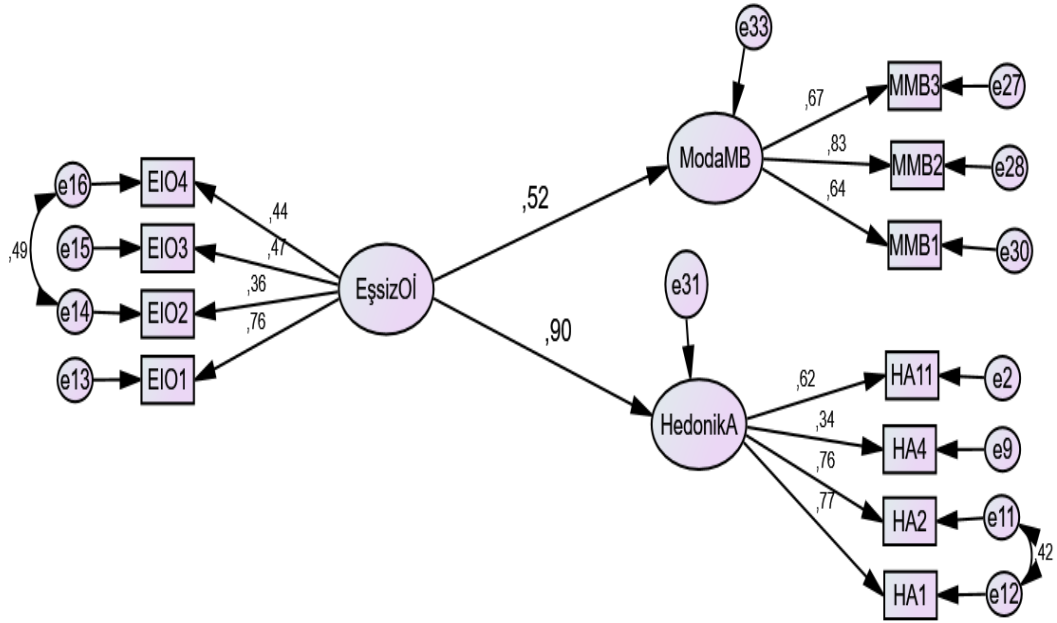 e33
,67
MMB3
e27
ModaMB
,83
MMB2
e28
,64
MMB1
e30
,52
e16
EIO4
,44
,49
e15
EIO3
,47
e14
EIO2
,36
e13
EIO1
,76
EşsizOİ
,90
e31
HedonikA
,62
HA11
e2
,34
HA4
e9
,76
HA2
e11
,77
HA1
e12
,42